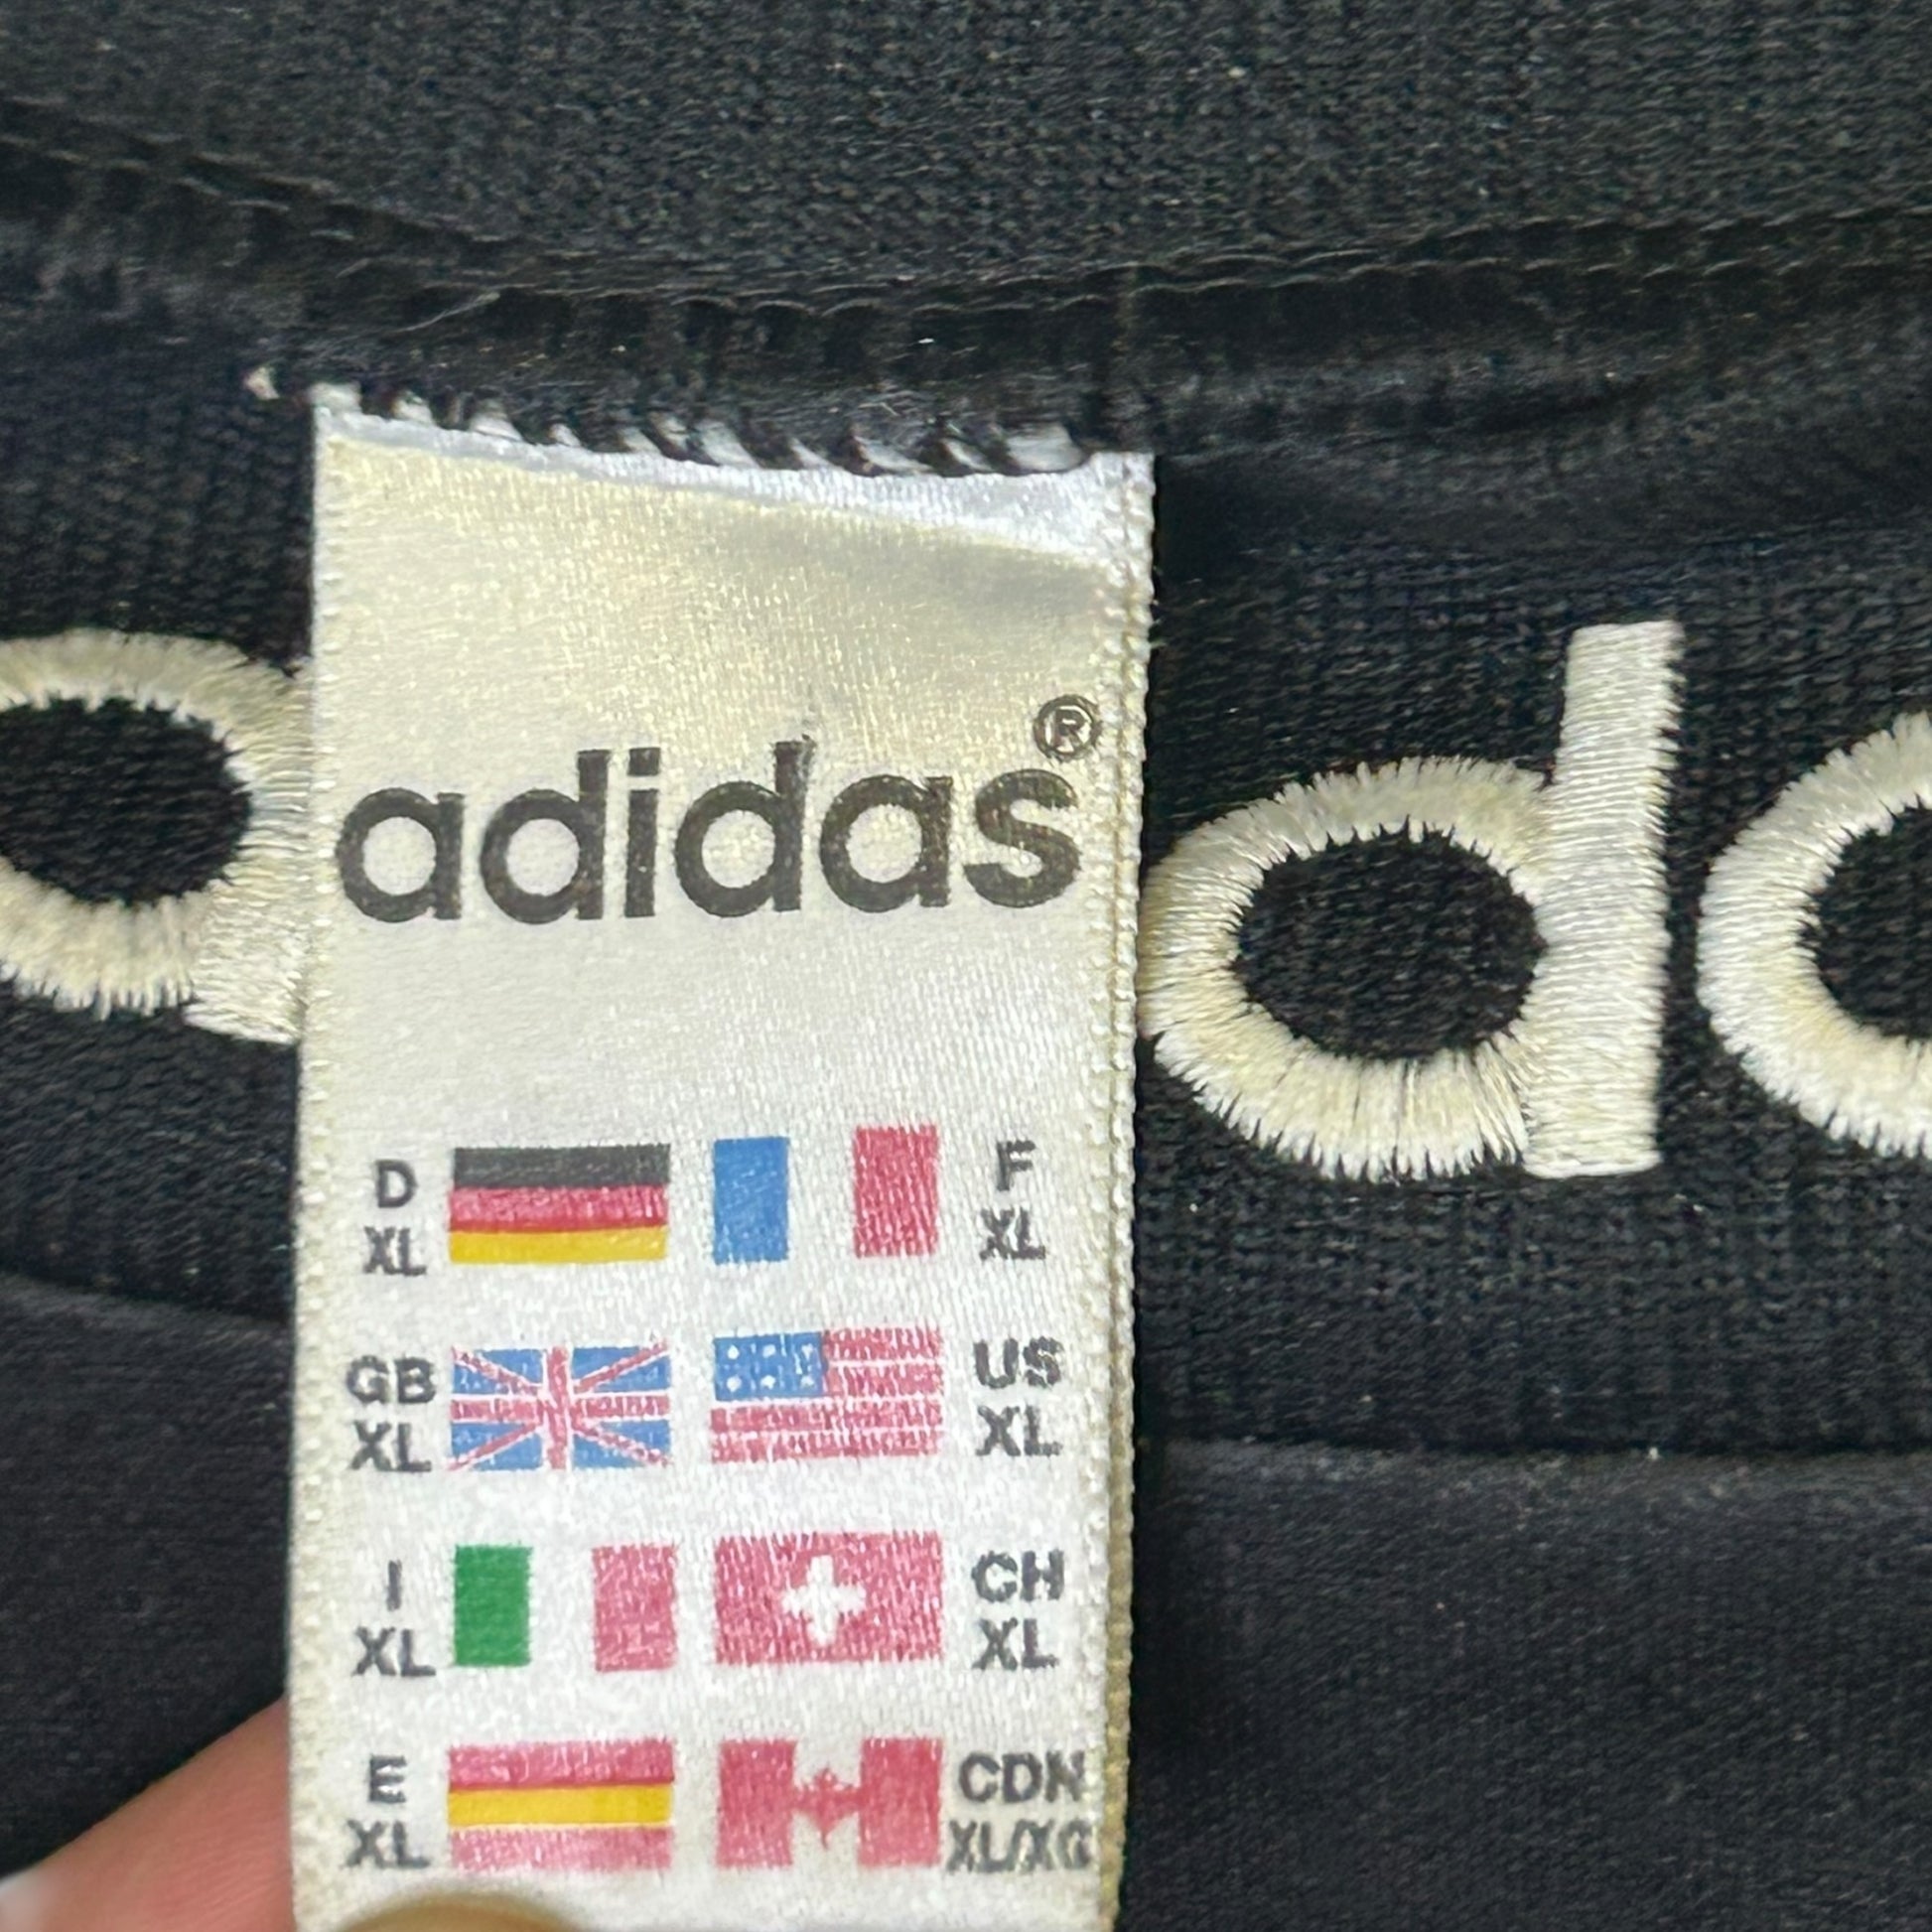 adidas®
D XL
F XL
GB XL
US XL
I XL
CH XL
E XL
CDN XL/XG